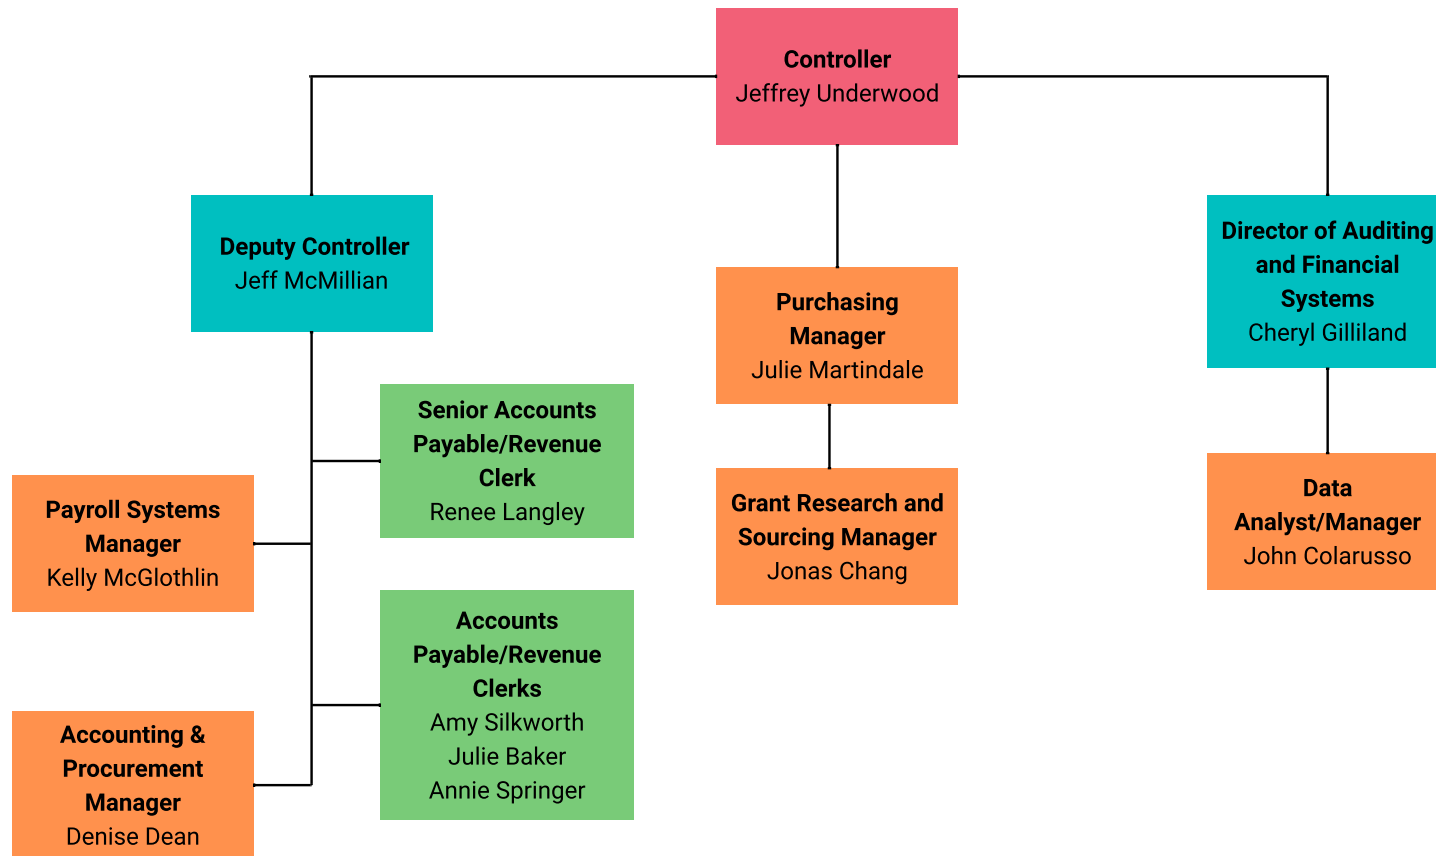 Controller
Jeffrey Underwood
Deputy Controller
Jeff McMillian
Director of Auditing
and Financial
Systems
Cheryl Gilliland
Purchasing
Manager
Julie Martindale
Senior Accounts
Payable/Revenue
Clerk
Renee Langley
Payroll Systems
Manager
Kelly McGlothlin
Grant Research and
Sourcing Manager
Jonas Chang
Data
Analyst/Manager
John Colarusso
Accounts
Payable/Revenue
Clerks
Amy Silkworth
Julie Baker
Annie Springer
Accounting &
Procurement
Manager
Denise Dean